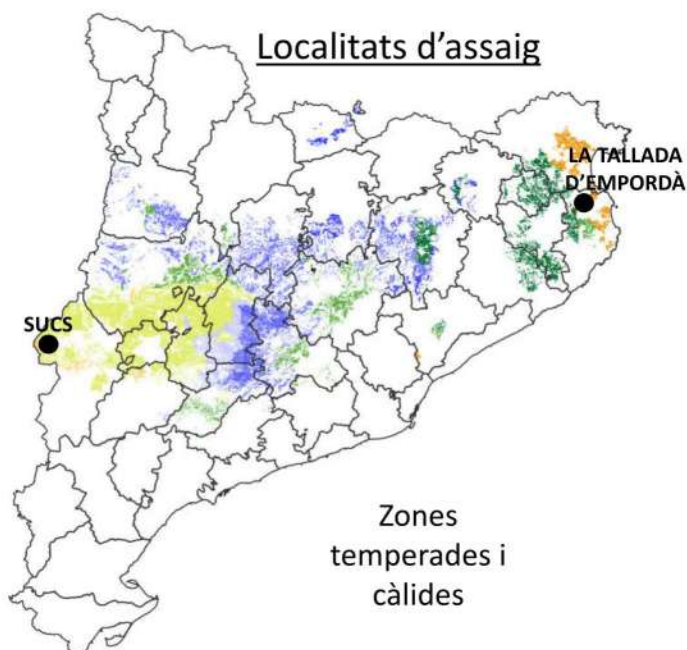 Localitats d'assaig
LA TALLADA
D'EMPORDÀ
SUCS
Zones
temperades i
càlides